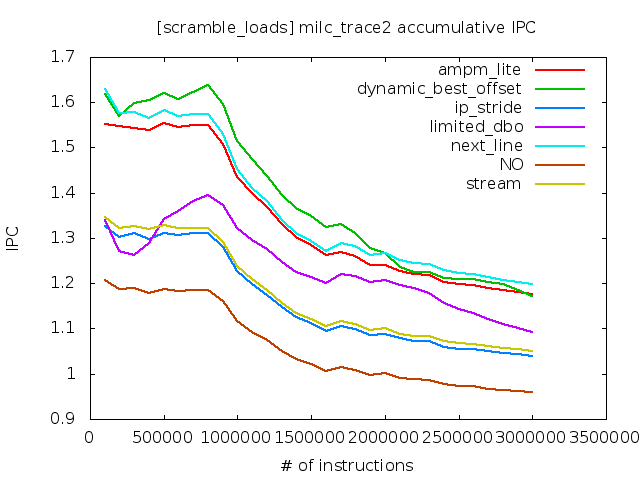 [scramble_loads] milc_trace2 accumulative IPC
1.7
1.6
1.5
1.4
1.3
1.2
1.1
1
0.9
IPC
ampm_lite
dynamic_best_offset
ip_stride
limited_dbo
next_line
NO
stream
0 500000 1000000 1500000 2000000 2500000 3000000 3500000
# of instructions